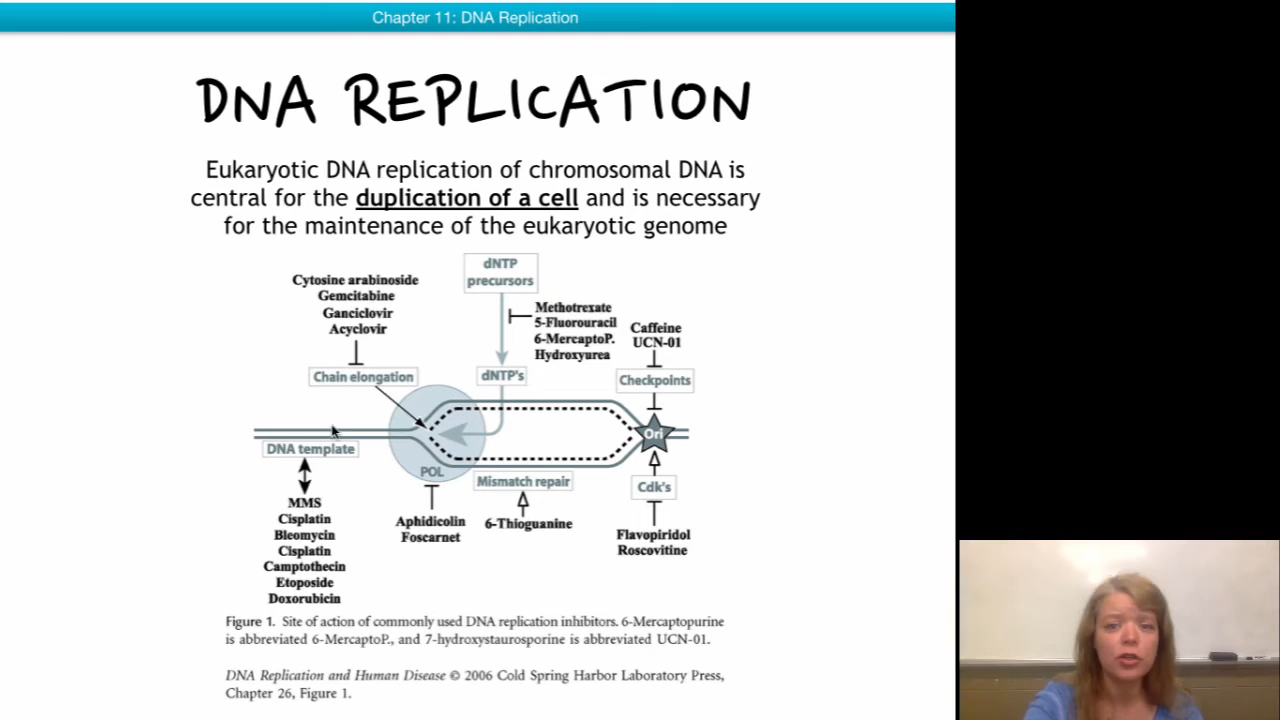 Chapter 11: DNA Replication
DNA REPLICATION
Eukaryotic DNA replication of chromosomal DNA is
central for the duplication of a cell and is necessary
for the maintenance of the eukaryotic genome
dNTP
precursors
Cytosine arabinoside
Gemcitabine
Ganciclovir
Acyclovir
Methotrexate
5-Fluorouracil
6-MercaptoP.
Hydroxyurea
Caffeine
UCN-01
Chain elongation
dNTP's
Checkpoints
Ori
DNA template
POL
Mismatch repair
Cdk's
MMS
Cisplatin
Bleomycin
Cisplatin
Camptothecin
Etoposide
Doxorubicin
Aphidicolin
Foscarnet
6-Thioguanine
Flavopiridol
Roscovitine
Figure 1. Site of action of commonly used DNA replication inhibitors. 6-Mercaptopurine
is abbreviated 6-MercaptoP., and 7-hydroxystaurosporine is abbreviated UCN-01.
DNA Replication and Human Disease © 2006 Cold Spring Harbor Laboratory Press,
Chapter 26, Figure 1.